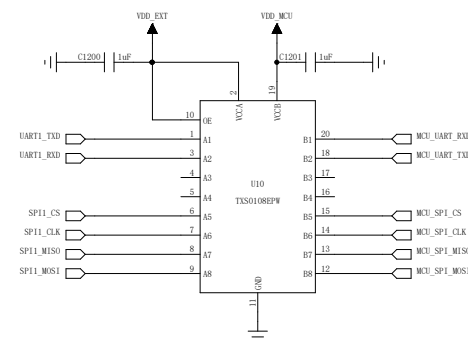 VDD_EXT
VDD_MCU
C1200
1uF
C1201
1uF
2
19
VCCA
VCCB
10
OE
UART1_TXD
1
A1
B1
20
MCU_UART_RXD
UART1_RXD
3
A2
B2
18
MCU_UART_TXD
4
A3
B3
17
U10
5
A4
B4
16
TXS0108EPW
SPI1_CS
6
A5
B5
15
MCU_SPI_CS
SPI1_CLK
7
A6
B6
14
MCU_SPI_CLK
SPI1_MISO
8
A7
B7
13
MCU_SPI_MISO
SPI1_MOSI
9
A8
B8
12
MCU_SPI_MOSI
GND
11